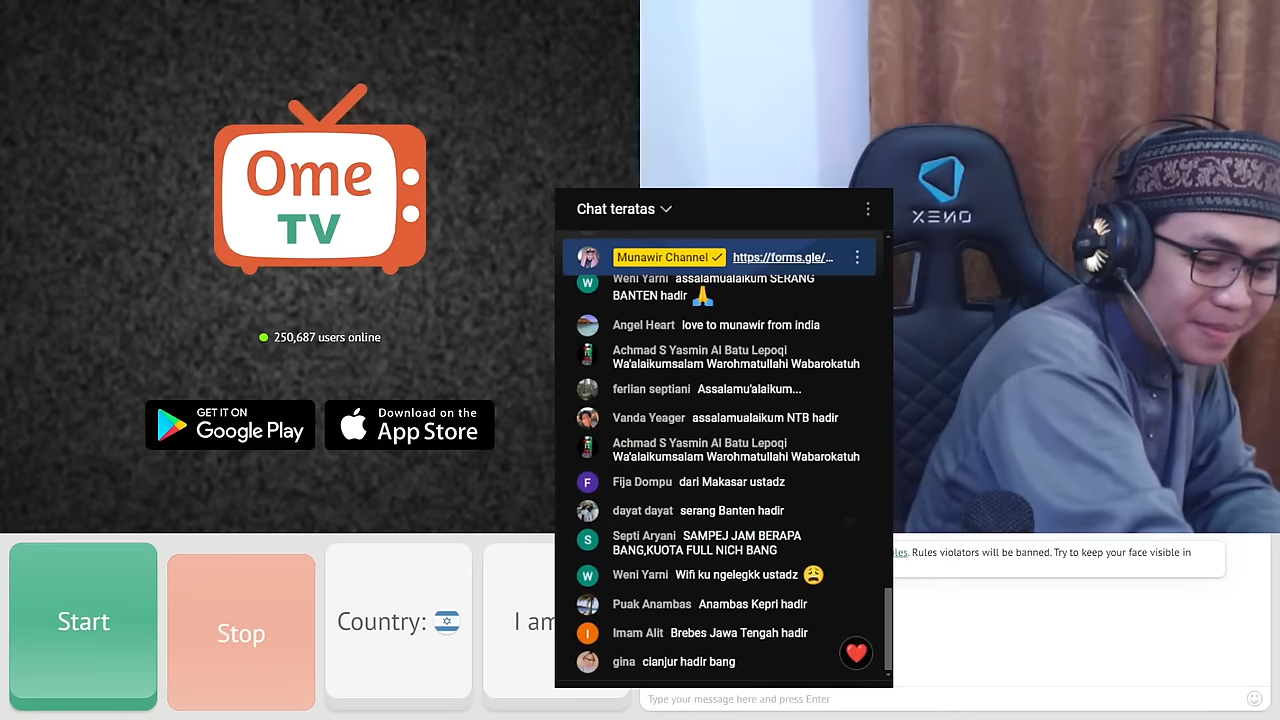 Ome
TV
250,687 users online
GET IT ON
Google Play
Download on the
App Store
XENO
Chat teratas
Munawir Channel https://forms.gle/...
Weni Yarni assalamualaikum SERANG
BANTEN hadir 🙏
Angel Heart love to munawir from india
Achmad S Yasmin Al Batu Lepoqi
Wa'alaikumsalam Warohmatullahi Wabarokatuh
ferlian septiani Assalamu'alaikum...
Vanda Yeager assalamualaikum NTB hadir
Achmad S Yasmin Al Batu Lepoqi
Wa'alaikumsalam Warohmatullahi Wabarokatuh
F Fija Dompu dari Makasar ustadz
dayat dayat serang Banten hadir
S Septi Aryani SAMPEJ JAM BERAPA
BANG,KUOTA FULL NICH BANG
W Weni Yarni Wifi ku ngelegkk ustadz 😩
Puak Anambas Anambas Kepri hadir
I Imam Alit Brebes Jawa Tengah hadir
gina cianjur hadir bang
Start
Stop
Country:
I am
Rules violators will be banned. Try to keep your face visible in
Type your message here and press Enter